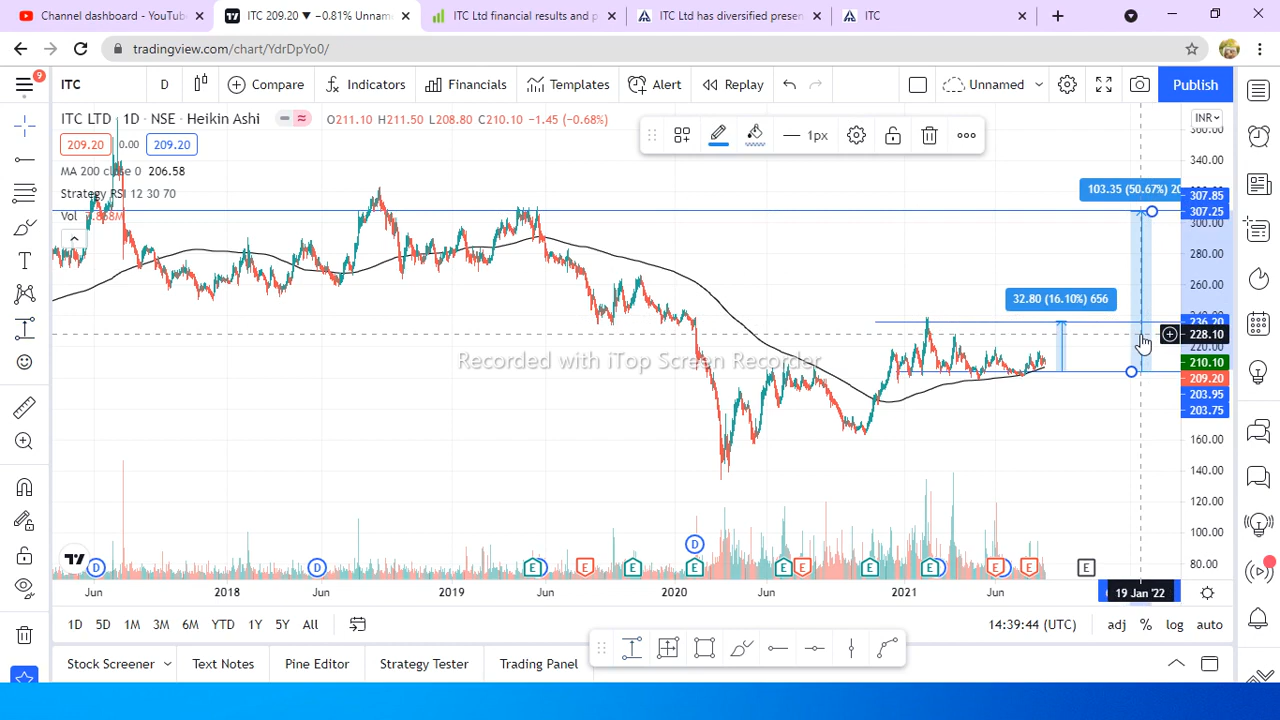 Channel dashboard - YouTube
ITC 209.20 ▼ −0.81% Unnam
ITC Ltd financial results and p
ITC Ltd has diversified presen
ITC
tradingview.com/chart/YdrDpYo0/
9
ITC D Compare Indicators Financials Templates Alert Replay Unnamed Publish
ITC LTD 1D NSE Heikin Ashi O211.10 H211.50 L208.80 C210.10 −1.45 (−0.68%)
INR
209.20 0.00 209.20
1px
MA 200 close 0 206.58
Strategy RSI 12 30 70
Vol
103.35 (50.67%) 20
32.80 (16.10%) 656
Recorded with iTop Screen Recorder
360.00
340.00
307.85
307.25
280.00
260.00
240.00
236.20
228.10
220.00
210.10
209.20
203.95
203.75
160.00
140.00
120.00
100.00
80.00
D D E D E E E D E E E E E D E E E
Jun 2018 Jun 2019 Jun 2020 Jun 2021 Jun 19 Jan '22
1D 5D 1M 3M 6M YTD 1Y 5Y All 14:39:44 (UTC) adj % log auto
Stock Screener Text Notes Pine Editor Strategy Tester Trading Panel